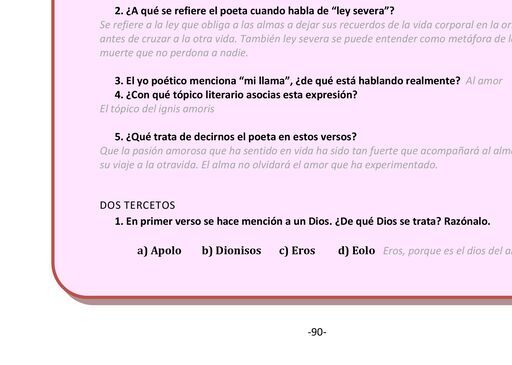 2. ¿A qué se refiere el poeta cuando habla de “ley severa”?
Se refiere a la ley que obliga a las almas a dejar sus recuerdos de la vida corporal en la
antes de cruzar a la otra vida. También ley severa se puede entender como metáfora de
muerte que no perdona a nadie.
3. El yo poético menciona “mi llama”, ¿de qué está hablando realmente? Al amor
4. ¿Con qué tópico literario asocias esta expresión?
El tópico del ignis amoris
5. ¿Qué trata de decirnos el poeta en estos versos?
Que la pasión amorosa que ha sentido en vida ha sido tan fuerte que acompañará al
su viaje a la otravida. El alma no olvidará el amor que ha experimentado.
DOS TERCETOS
1. En primer verso se hace mención a un Dios. ¿De qué Dios se trata? Razónalo.
a) Apolo b) Dionisos c) Eros d) Eolo Eros, porque es el dios del
-90-